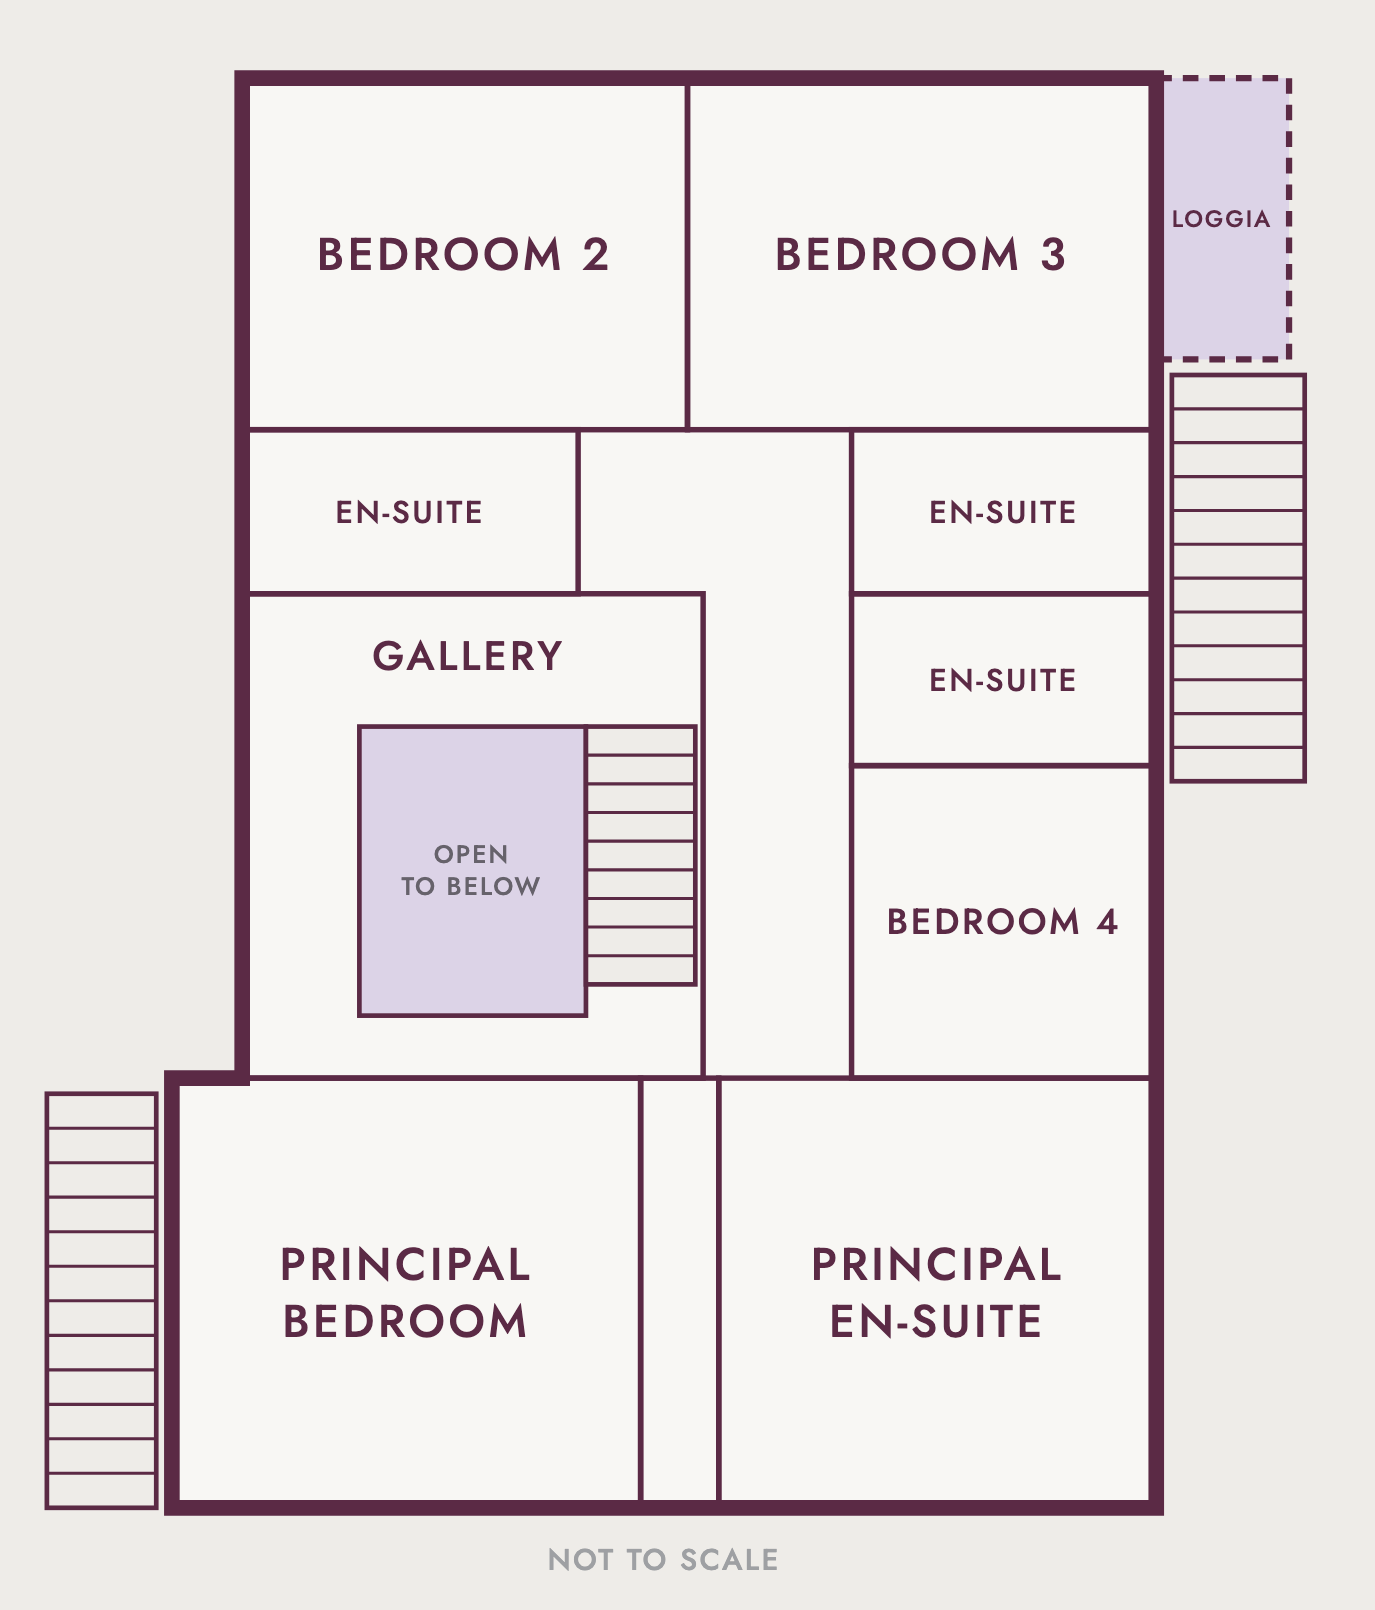 BEDROOM 2
BEDROOM 3
LOGGIA
EN-SUITE
EN-SUITE
GALLERY
EN-SUITE
OPEN
TO BELOW
BEDROOM 4
PRINCIPAL
BEDROOM
PRINCIPAL
EN-SUITE
NOT TO SCALE